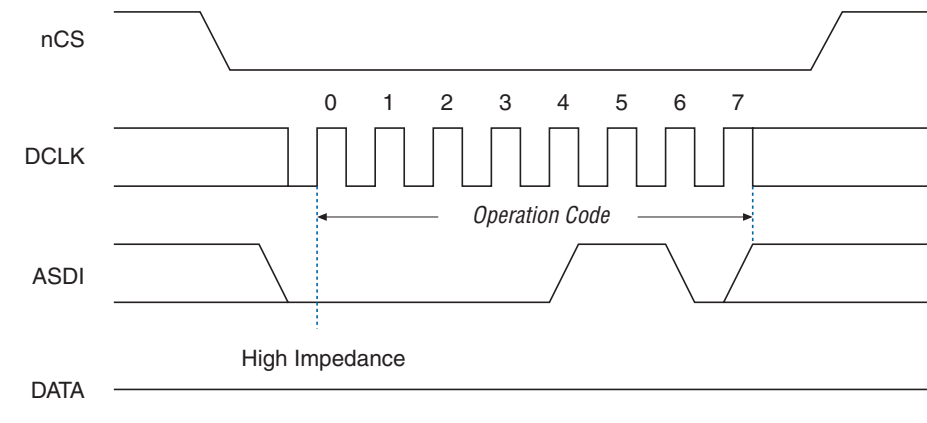 nCS
0 1 2 3 4 5 6 7
DCLK
Operation Code
ASDI
High Impedance
DATA